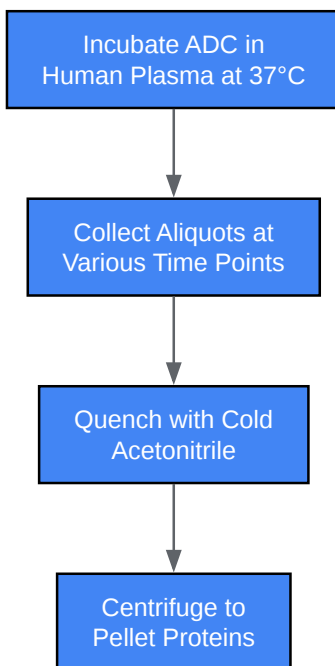 Incubate ADC in
Human Plasma at 37°C
Collect Aliquots at
Various Time Points
Quench with Cold
Acetonitrile
Centrifuge to
Pellet Proteins